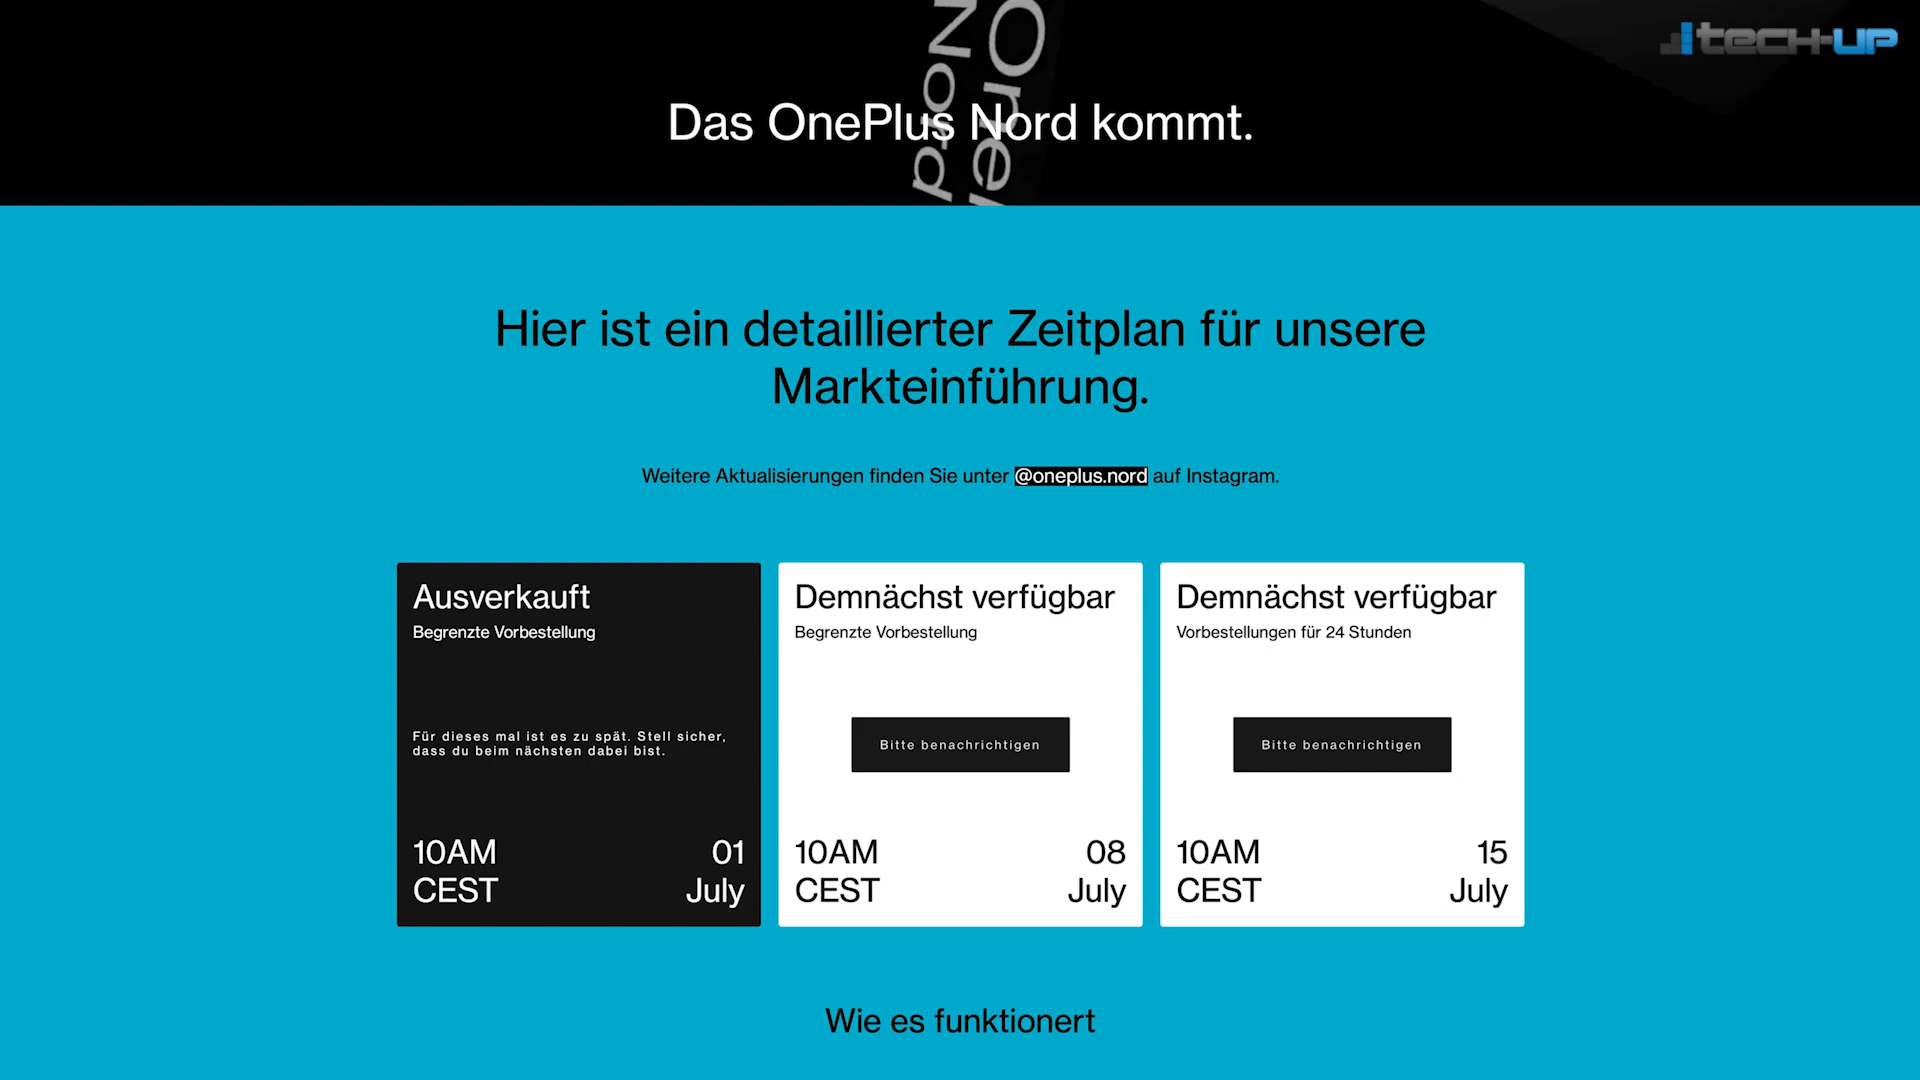 TECH-UP
OnePl
Nord
Nord
Das OnePlus Nord kommt.
Hier ist ein detaillierter Zeitplan für unsere
Markteinführung.
Weitere Aktualisierungen finden Sie unter @oneplus.nord auf Instagram.
Ausverkauft
Begrenzte Vorbestellung
Für dieses mal ist es zu spät. Stell sicher,
dass du beim nächsten dabei bist.
10AM
CEST
01
July
Demnächst verfügbar
Begrenzte Vorbestellung
Bitte benachrichtigen
10AM
CEST
08
July
Demnächst verfügbar
Vorbestellungen für 24 Stunden
Bitte benachrichtigen
10AM
CEST
15
July
Wie es funktionert